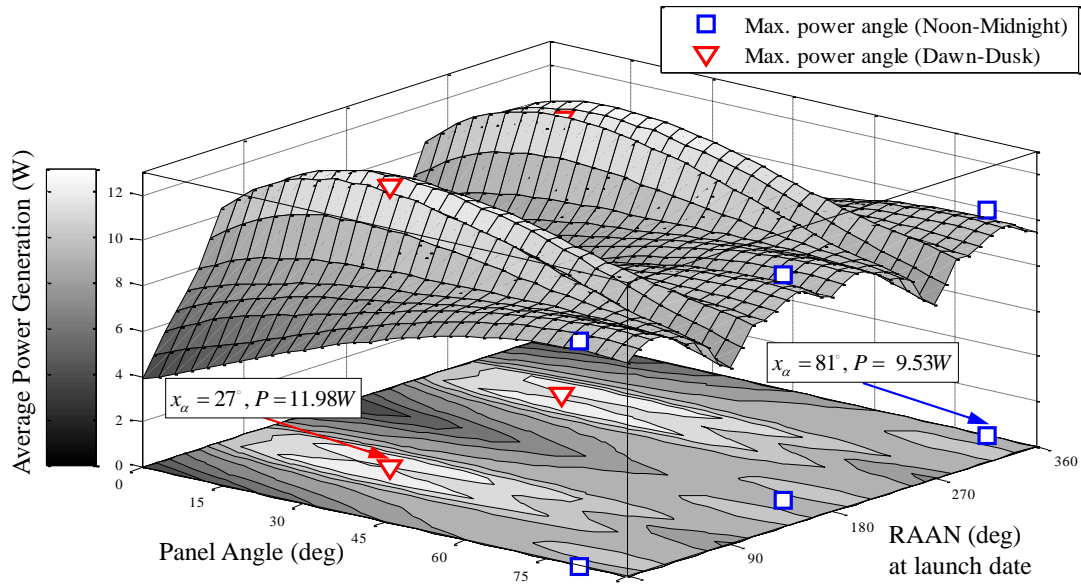 Max. power angle (Noon-Midnight)
Max. power angle (Dawn-Dusk)
Average Power Generation (W)
12
10
8
6
4
2
0
x_α = 27°, P = 11.98W
x_α = 81°, P = 9.53W
0
15
30
45
60
75
Panel Angle (deg)
90
180
270
360
RAAN (deg)
at launch date